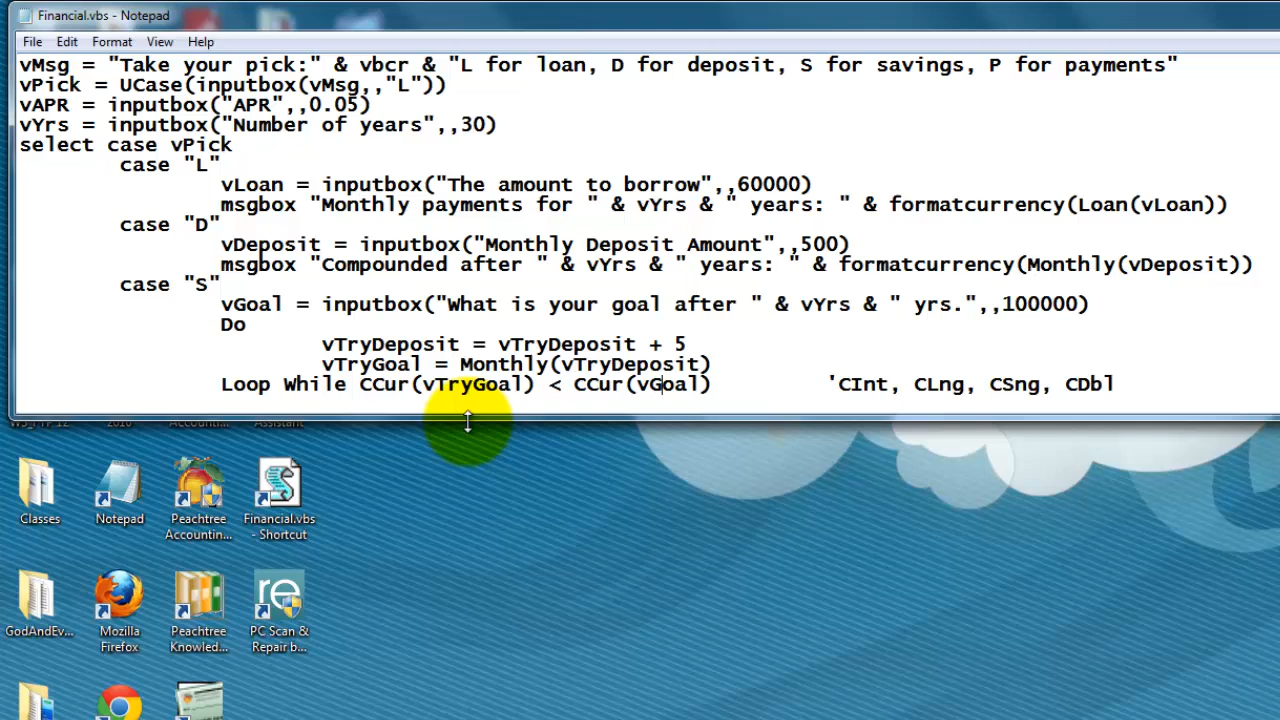 Financial.vbs - Notepad
File Edit Format View Help
vMsg = "Take your pick:" & vbcr & "L for loan, D for deposit, S for savings, P for payments"
vPick = UCase(inputbox(vMsg,,"L"))
vAPR = inputbox("APR",,0.05)
vYrs = inputbox("Number of years",,30)
select case vPick
case "L"
vLoan = inputbox("The amount to borrow",,60000)
msgbox "Monthly payments for " & vYrs & " years: " & formatcurrency(Loan(vLoan))
case "D"
vDeposit = inputbox("Monthly Deposit Amount",,500)
msgbox "Compounded after " & vYrs & " years: " & formatcurrency(Monthly(vDeposit))
case "S"
vGoal = inputbox("What is your goal after " & vYrs & " yrs.",,100000)
Do
vTryDeposit = vTryDeposit + 5
vTryGoal = Monthly(vTryDeposit)
Loop While CCur(vTryGoal) < CCur(vGoal) 'CInt, CLng, CSng, CDbl
Classes
Notepad
Peachtree
Accountin...
Financial.vbs
- Shortcut
GodAndEv...
Mozilla
Firefox
Peachtree
Knowled...
re
PC Scan &
Repair b...